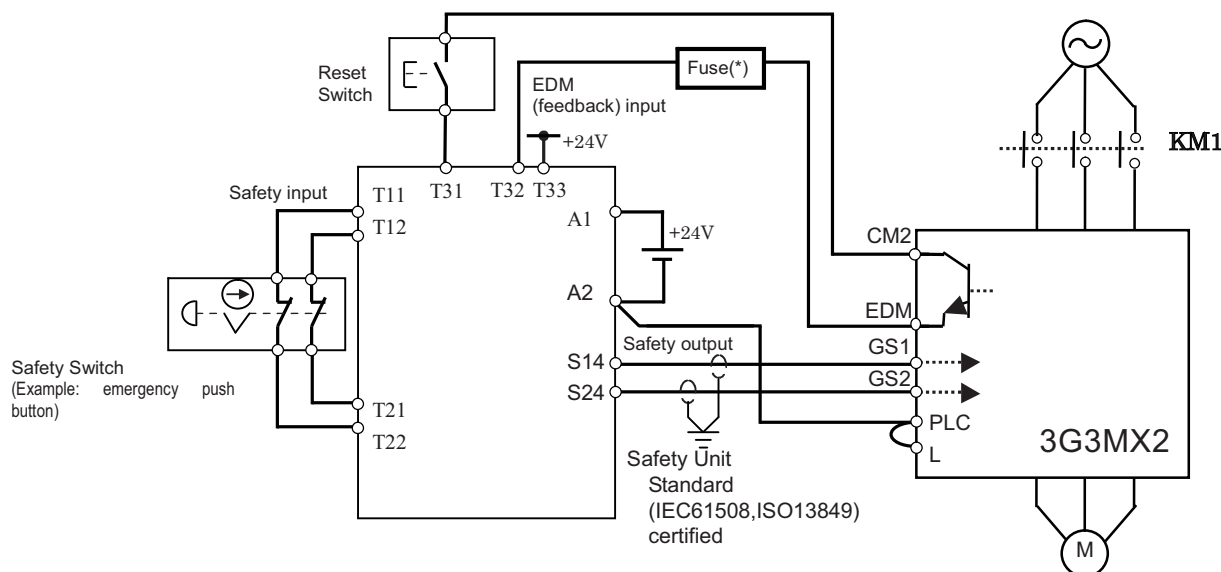 Reset
Switch
EDM
(feedback) input
Fuse(*)
+24V
KM1
Safety input
T11
T12
T31
T32
T33
A1
+24V
A2
CM2
EDM
Safety output
GS1
S14
GS2
S24
Safety Switch
(Example: emergency push
button)
T21
T22
PLC
L
3G3MX2
Safety Unit
Standard
(IEC61508,ISO13849)
certified
M